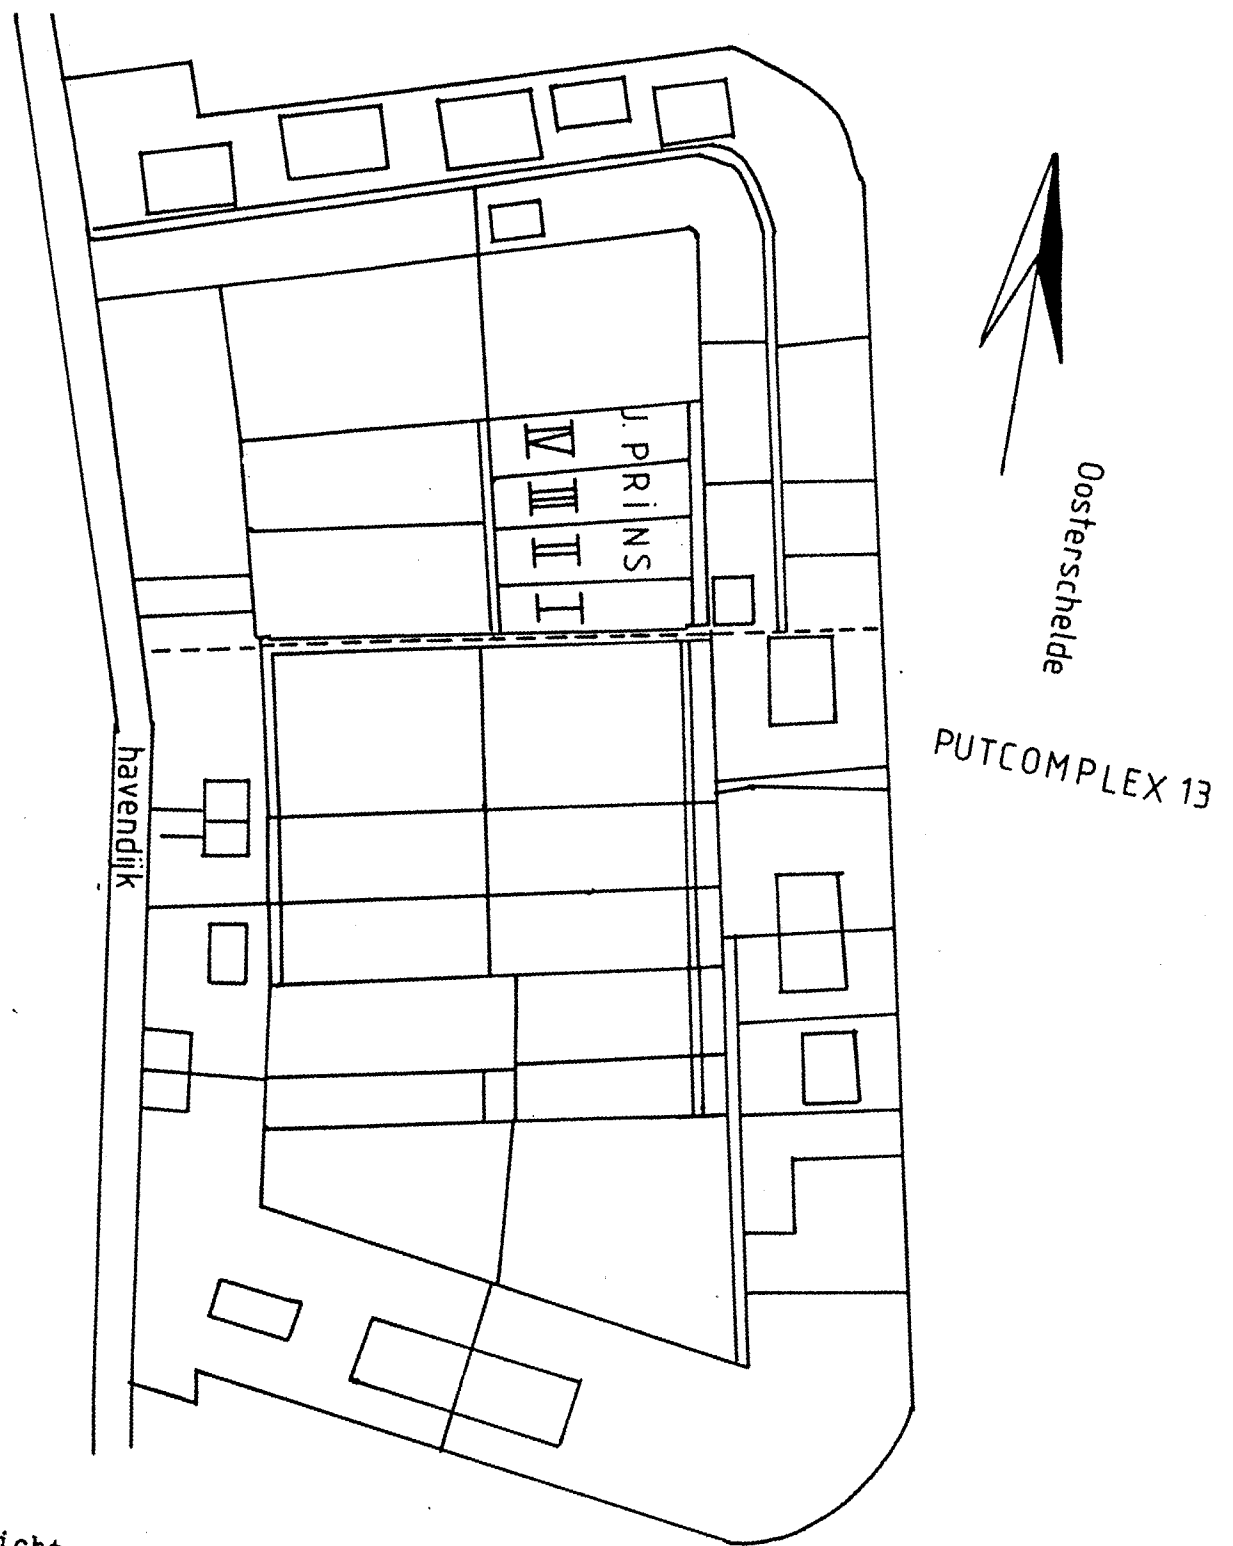 J. PRiNS
IV
III
II
I
Oosterschelde
PUTCOMPLEX 13
havendijk